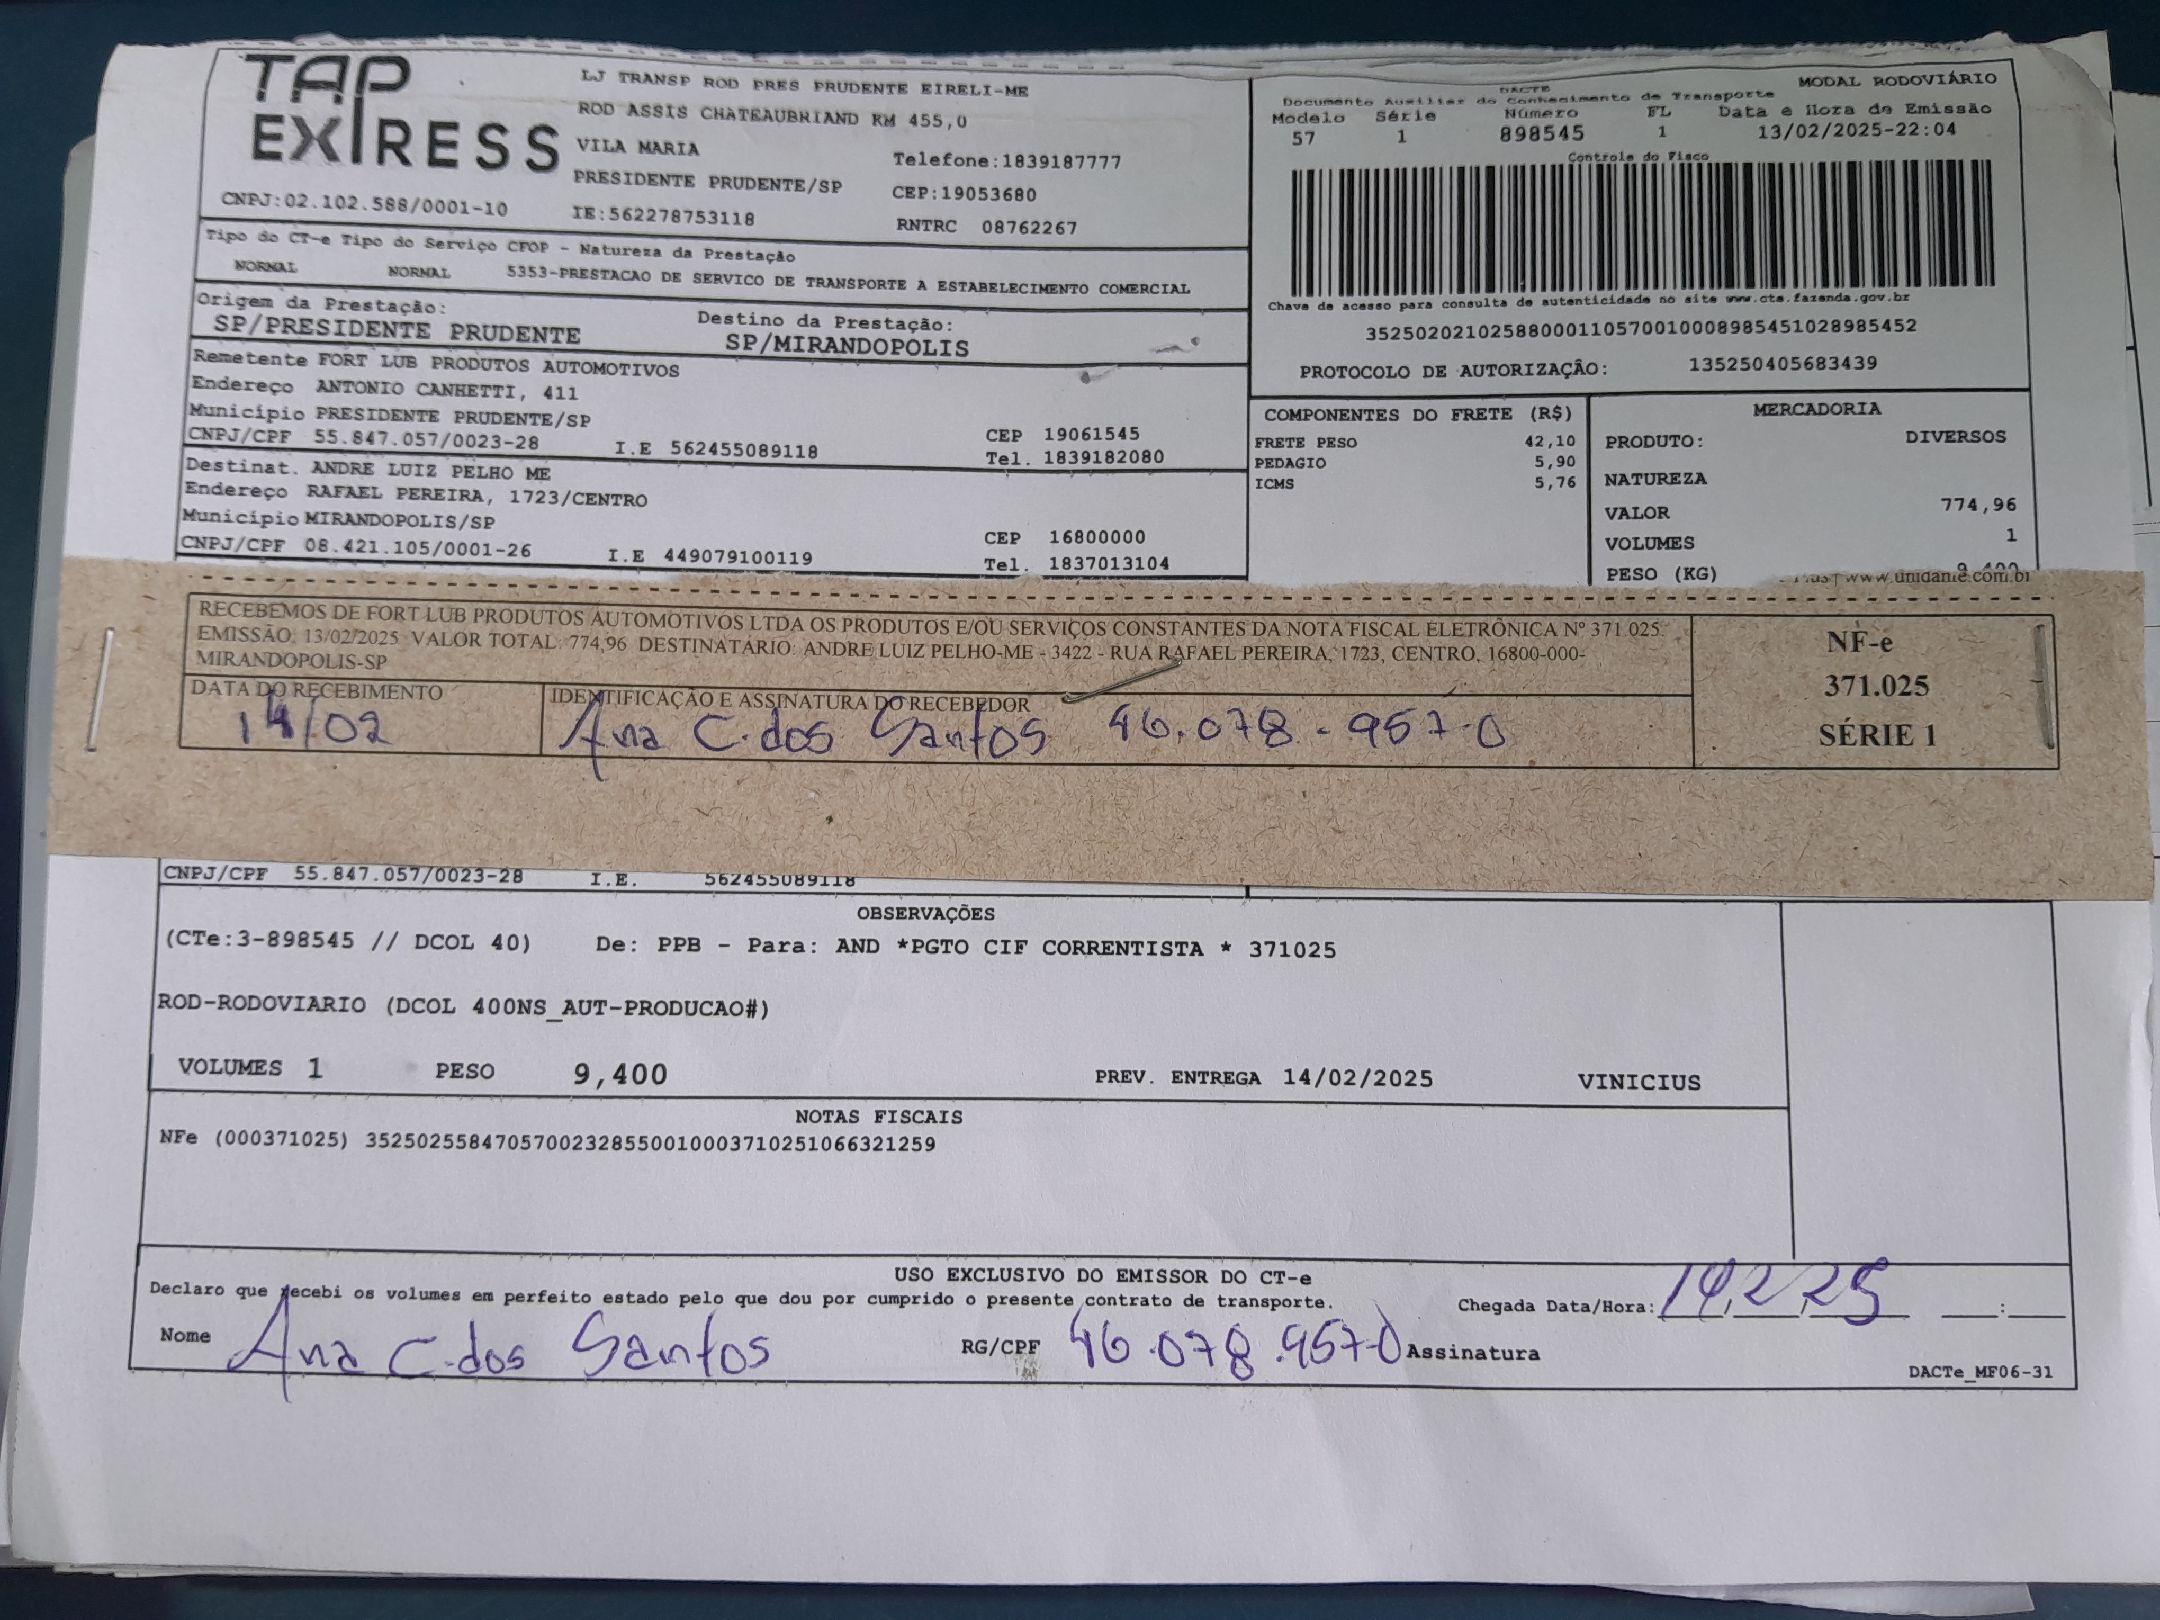 TAP
EXPRESS
LJ TRANSP ROD PRES PRUDENTE EIRELI-ME
ROD ASSIS CHATEAUBRIAND KM 455,0
VILA MARIA
Telefone:1839187777
PRESIDENTE PRUDENTE/SP
CEP:19053680
CNPJ:02.102.588/0001-10
IE:562278753118
RNTRC 08762267
MODAL RODOVIÁRIO
DACTE
Documento Auxiliar do Conhecimento de Transporte
Modelo Série Número FL Data e Hora de Emissão
57 1 898545 1 13/02/2025-22:04
Controle do Fisco
Chave de acesso para consulta de autenticidade no site www.cte.fazenda.gov.br
35250202102588000110570010008985451028985452
PROTOCOLO DE AUTORIZAÇÂO: 135250405683439
Tipo do CT-e Tipo do Serviço CFOP - Natureza da Prestação
NORMAL NORMAL 5353-PRESTACAO DE SERVICO DE TRANSPORTE A ESTABELECIMENTO COMERCIAL
Origem da Prestação: Destino da Prestação:
SP/PRESIDENTE PRUDENTE SP/MIRANDOPOLIS
Remetente FORT LUB PRODUTOS AUTOMOTIVOS
Endereço ANTONIO CANHETTI, 411
Município PRESIDENTE PRUDENTE/SP
CEP 19061545
CNPJ/CPF 55.847.057/0023-28 I.E 562455089118
Tel. 1839182080
Destinat. ANDRE LUIZ PELHO ME
Endereço RAFAEL PEREIRA, 1723/CENTRO
Município MIRANDOPOLIS/SP
CEP 16800000
CNPJ/CPF 08.421.105/0001-26 I.E 449079100119
Tel. 1837013104
COMPONENTES DO FRETE (R$)
FRETE PESO 42,10
PEDAGIO 5,90
ICMS 5,76
MERCADORIA
PRODUTO: DIVERSOS
NATUREZA
VALOR 774,96
VOLUMES 1
PESO (KG) 9,400
www.unidanfe.com.br
RECEBEMOS DE FORT LUB PRODUTOS AUTOMOTIVOS LTDA OS PRODUTOS E/OU SERVIÇOS CONSTANTES DA NOTA FISCAL ELETRÔNICA Nº 371.025.
EMISSÃO: 13/02/2025 VALOR TOTAL: 774,96 DESTINATÁRIO: ANDRE LUIZ PELHO-ME - 3422 - RUA RAFAEL PEREIRA, 1723, CENTRO, 16800-000-
MIRANDOPOLIS-SP
DATA DO RECEBIMENTO
14/02
IDENTIFICAÇÃO E ASSINATURA DO RECEBEDOR
Ana C. dos Santos 46.078.957-0
NF-e
371.025
SÉRIE 1
CNPJ/CPF 55.847.057/0023-28 I.E. 562455089118
OBSERVAÇÕES
(CTe:3-898545 // DCOL 40) De: PPB - Para: AND *PGTO CIF CORRENTISTA * 371025
ROD-RODOVIARIO (DCOL 400NS_AUT-PRODUCAO#)
VOLUMES 1 PESO 9,400 PREV. ENTREGA 14/02/2025 VINICIUS
NOTAS FISCAIS
NFe (000371025) 35250255847057002328550010003710251066321259
USO EXCLUSIVO DO EMISSOR DO CT-e
Declaro que recebi os volumes em perfeito estado pelo que dou por cumprido o presente contrato de transporte.
Chegada Data/Hora: 14,2,25 :
Nome Ana C. dos Santos RG/CPF 46.078.957-0 Assinatura
DACTe_MF06-31